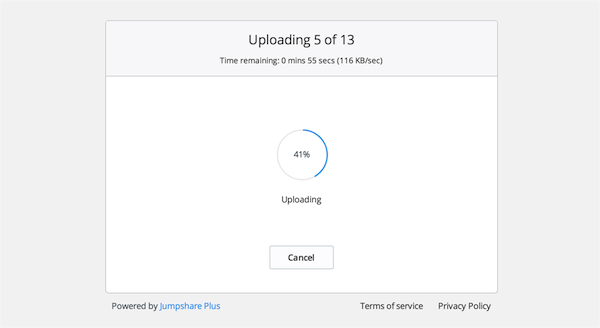 Uploading 5 of 13
Time remaining: 0 mins 55 secs (116 KB/sec)
41%
Uploading
Cancel
Powered by Jumpshare Plus
Terms of service
Privacy Policy